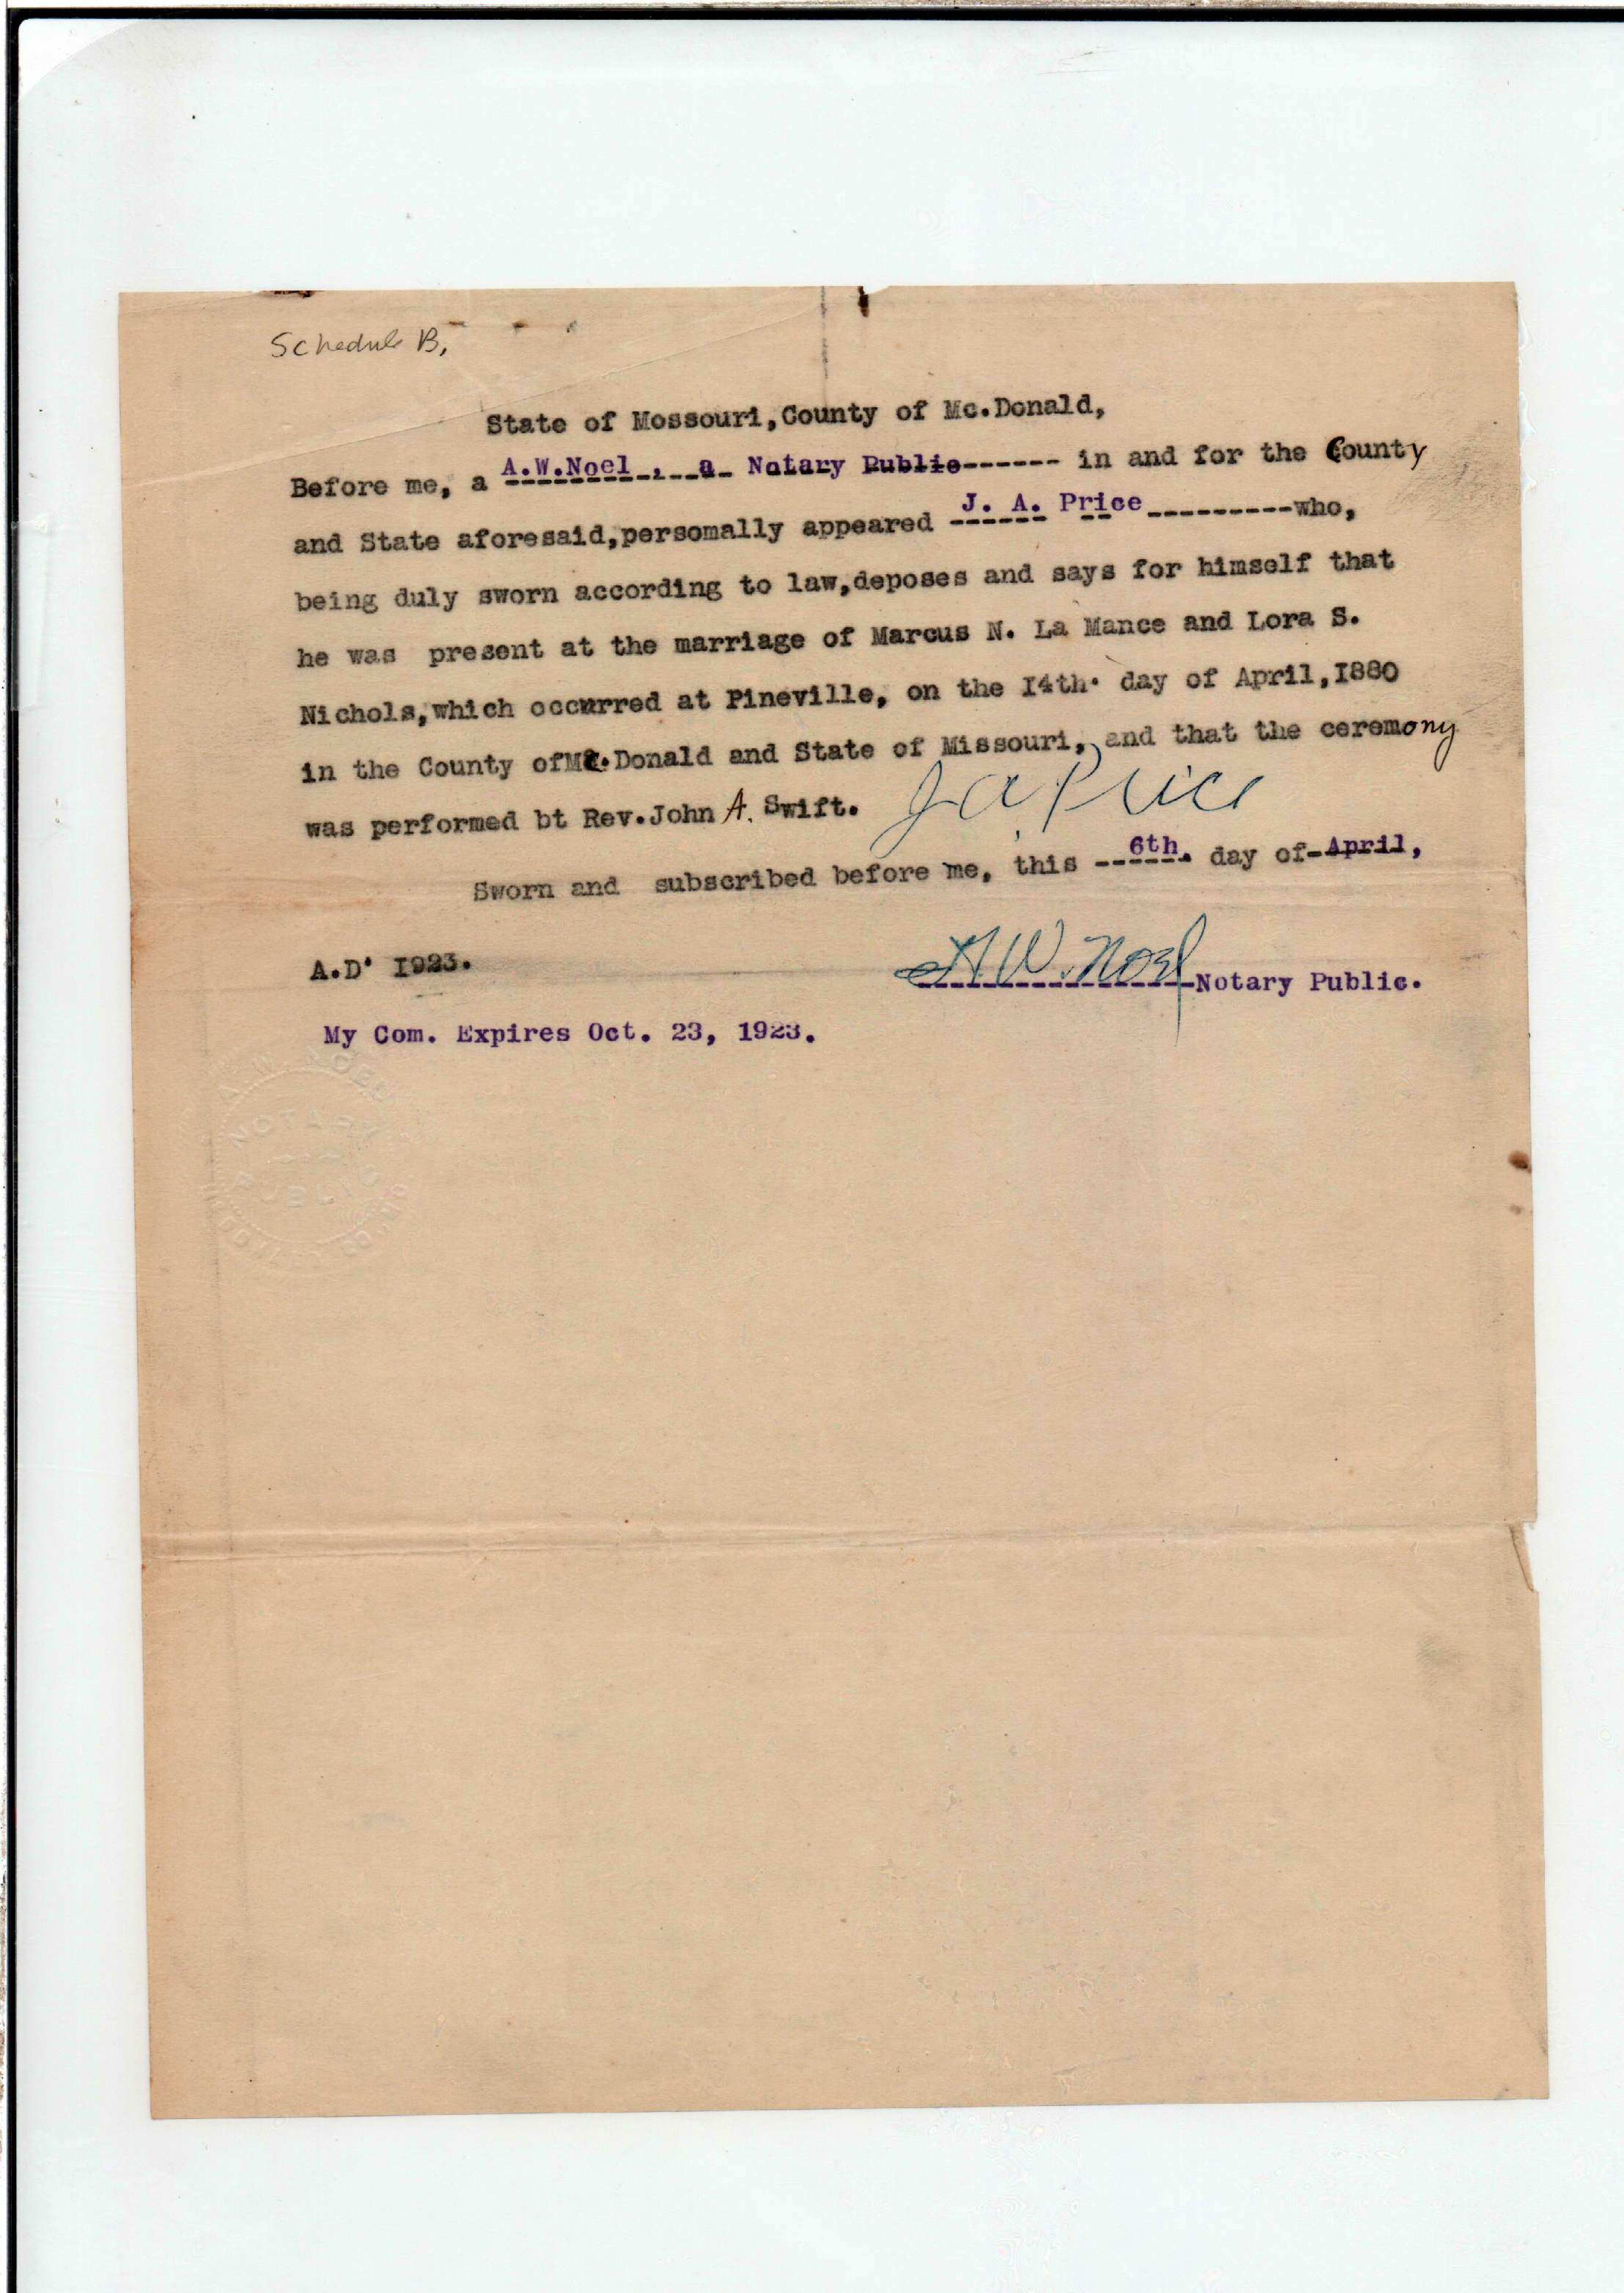 Schedule B.
State of Mossouri,County of Mc.Donald,
Before me, a A.W.Noel , a Notary Public------ in and for the County
and State aforesaid,persomally appeared J. A. Price ---------who,
being duly sworn according to law,deposes and says for himself that
he was present at the marriage of Marcus N. La Mance and Lora S.
Nichols,which occurred at Pineville, on the I4th. day of April,I880
in the County ofMc.Donald and State of Missouri, and that the ceremony
was performed bt Rev.John A. Swift.
J A Price
Sworn and subscribed before me, this --6th. day of-April,
A.D. I923.
A.W. Noel Notary Public.
My Com. Expires Oct. 23, 1923.
NOTARY
PUBLIC